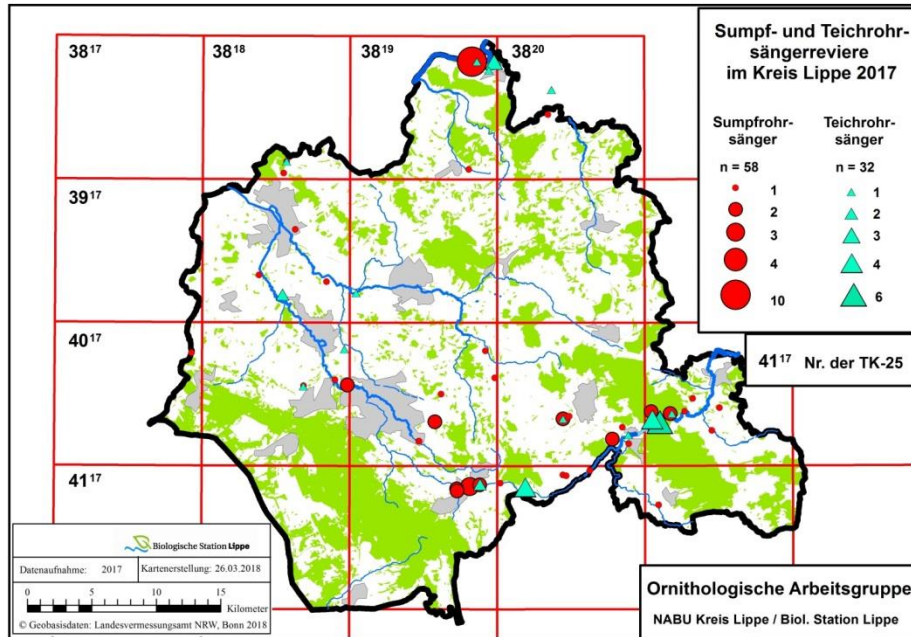 38¹⁷ 38¹⁸ 38¹⁹ 38²⁰
39¹⁷
40¹⁷
41¹⁷
Sumpf- und Teichrohr-
sängerreviere
im Kreis Lippe 2017
Sumpfrohr- Teichrohr-
sänger sänger
n = 58 n = 32
1 1
2 2
3 3
4 4
10 6
41¹⁷ Nr. der TK-25
Biologische Station Lippe
Datenaufnahme: 2017 Kartenerstellung: 26.03.2018
0 5 10 15
Kilometer
© Geobasisdaten: Landesvermessungsamt NRW, Bonn 2018
Ornithologische Arbeitsgruppe
NABU Kreis Lippe / Biol. Station Lippe